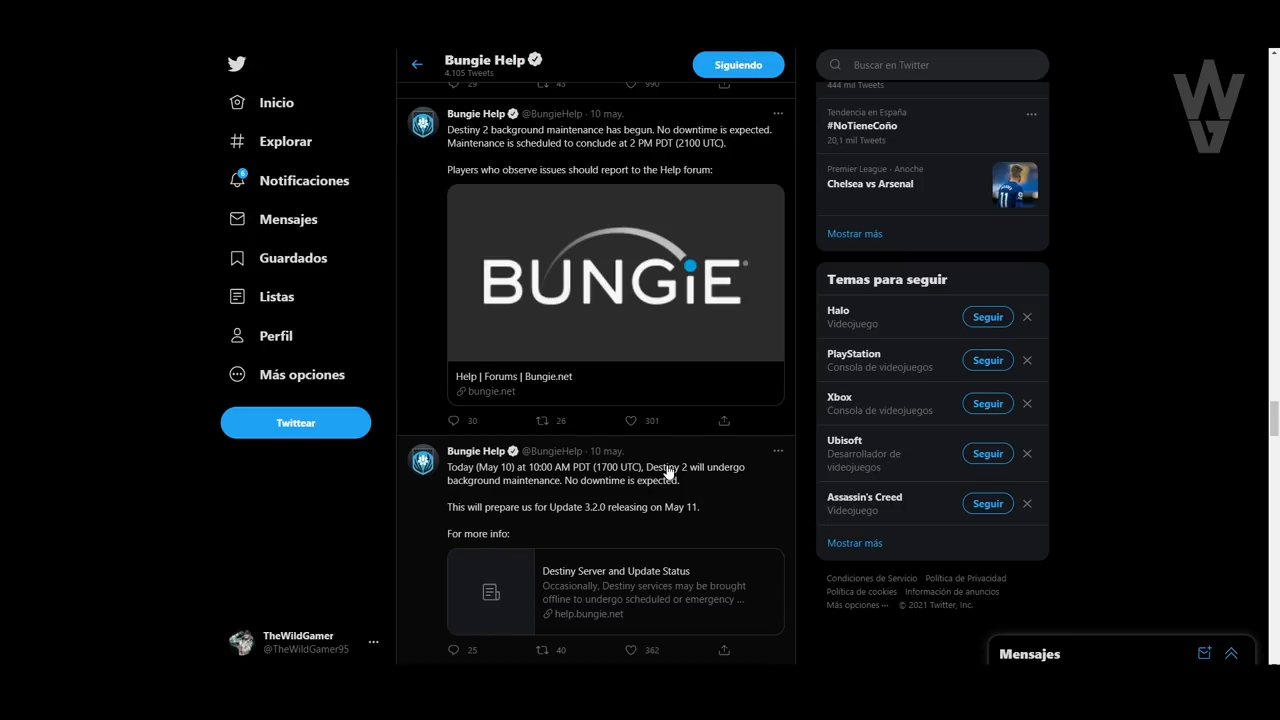 Inicio
Explorar
6
Notificaciones
Mensajes
Guardados
Listas
Perfil
Más opciones
Twittear
TheWildGamer
@TheWildGamer95
Bungie Help
4.105 Tweets
Siguiendo
29
43
990
Bungie Help @BungieHelp · 10 may.
Destiny 2 background maintenance has begun. No downtime is expected.
Maintenance is scheduled to conclude at 2 PM PDT (2100 UTC).
Players who observe issues should report to the Help forum:
BUNGiE
Help | Forums | Bungie.net
bungie.net
30
26
301
Bungie Help @BungieHelp · 10 may.
Today (May 10) at 10:00 AM PDT (1700 UTC), Destiny 2 will undergo
background maintenance. No downtime is expected.
This will prepare us for Update 3.2.0 releasing on May 11.
For more info:
Destiny Server and Update Status
Occasionally, Destiny services may be brought
offline to undergo scheduled or emergency ...
help.bungie.net
25
40
362
Buscar en Twitter
444 mil Tweets
Tendencia en España
#NoTieneCoño
20,1 mil Tweets
Premier League · Anoche
Chelsea vs Arsenal
Mostrar más
Temas para seguir
Halo
Videojuego
Seguir
PlayStation
Consola de videojuegos
Seguir
Xbox
Consola de videojuegos
Seguir
Ubisoft
Desarrollador de
videojuegos
Seguir
Assassin's Creed
Videojuego
Seguir
Mostrar más
Condiciones de Servicio Política de Privacidad
Política de cookies Información de anuncios
Más opciones ··· © 2021 Twitter, Inc.
Mensajes